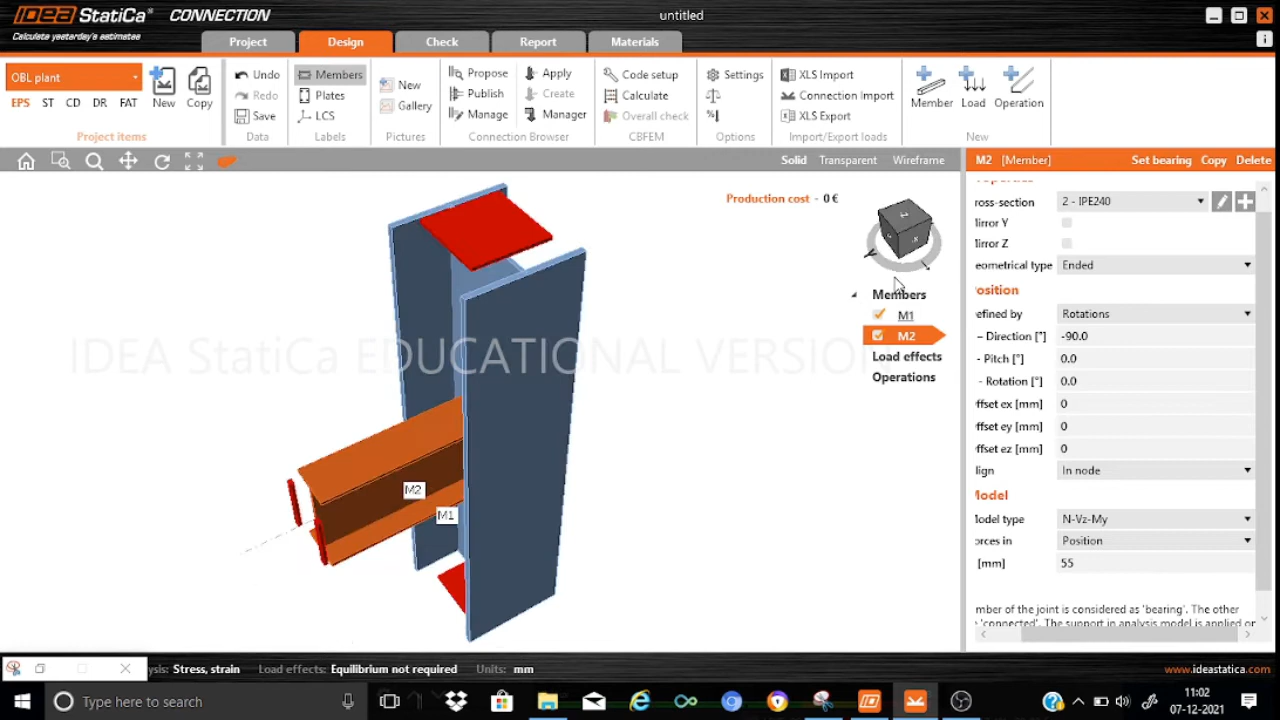 IDEA StatiCa® CONNECTION
Calculate yesterday's estimates
untitled
Project Design Check Report Materials
OBL plant
EPS ST CD DR FAT
New Copy
Project items
Undo
Redo
Save
Data
Members
Plates
LCS
Labels
New
Gallery
Pictures
Propose
Publish
Manage
Apply
Create
Manager
Connection Browser
Code setup
Calculate
Overall check
CBFEM
Settings
Options
XLS Import
Connection Import
XLS Export
Import/Export loads
Member Load Operation
New
Solid Transparent Wireframe
M2 [Member] Set bearing Copy Delete
Production cost - 0 €
Members
M1
M2
Load effects
Operations
ross-section 2 - IPE240
irror Y
irror Z
eometrical type Ended
osition
efined by Rotations
– Direction [°] -90.0
– Pitch [°] 0.0
- Rotation [°] 0.0
ffset ex [mm] 0
ffset ey [mm] 0
ffset ez [mm] 0
lign In node
odel
odel type N-Vz-My
orces in Position
[mm] 55
mber of the joint is considered as 'bearing'. The other
'connected'. The support in analysis model is applied or
IDEA StatiCa EDUCATIONAL VERSION
M2
M1
ysis: Stress, strain Load effects: Equilibrium not required Units: mm
www.ideastatica.com
Type here to search
11:02
07-12-2021